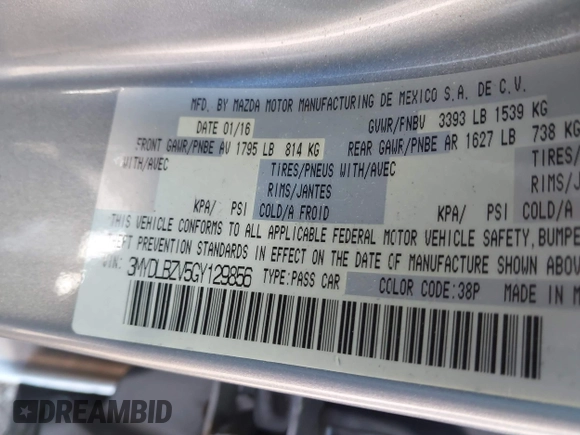 MFD. BY MAZDA MOTOR MANUFACTURING DE MEXICO S.A. DE C.V.
DATE 01/16 GVWR/PNBV 3393 LB 1539 KG
FRONT GAWR/PNBE AV 1795 LB 814 KG REAR GAWR/PNBE AR 1627 LB 738 KG
WITH/AVEC TIRES/PNEUS WITH/AVEC TIRES/
RIMS/JANTES RIMS/
KPA/ PSI COLD/A FROID KPA/ PSI COLD/A
THIS VEHICLE CONFORMS TO ALL APPLICABLE FEDERAL MOTOR VEHICLE SAFETY, BUMPE
PREVENTION STANDARDS IN EFFECT ON THE DATE OF MANUFACTURE SHOWN ABOVE
VIN: 3MYDLBZV5GY129856 TYPE: PASS CAR COLOR CODE: 38P MADE IN M
DREAMBID